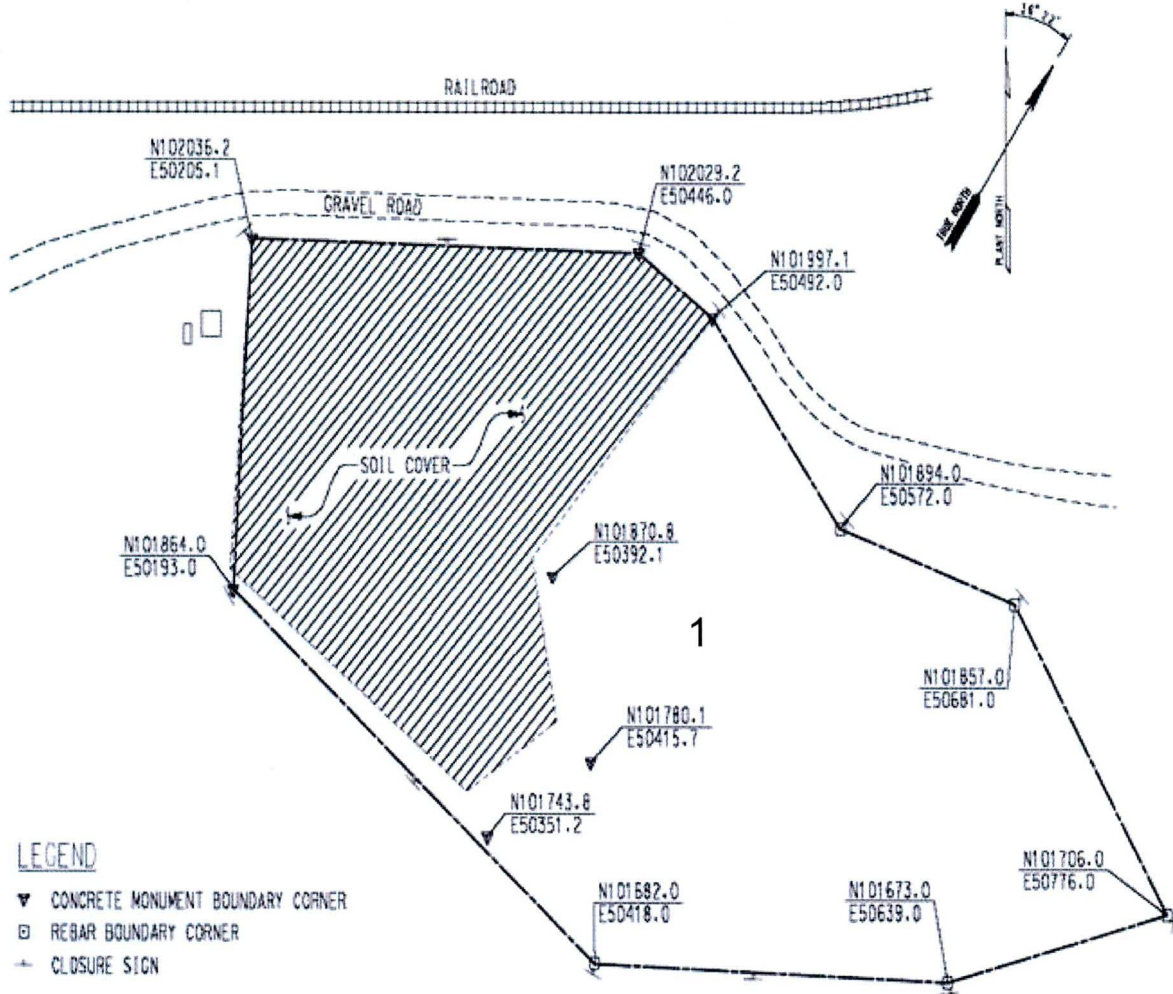 RAILROAD
36° 22'
TRUE NORTH
PLANT NORTH
N102036.2
E50205.1
N102029.2
E50446.0
GRAVEL ROAD
N101997.1
E50492.0
SOIL COVER
N101894.0
E50572.0
N101864.0
E50193.0
N101870.8
E50392.1
1
N101857.0
E50681.0
N101780.1
E50415.7
N101743.8
E50351.2
N101682.0
E50418.0
N101673.0
E50639.0
N101706.0
E50776.0
LEGEND
CONCRETE MONUMENT BOUNDARY CORNER
REBAR BOUNDARY CORNER
CLOSURE SIGN